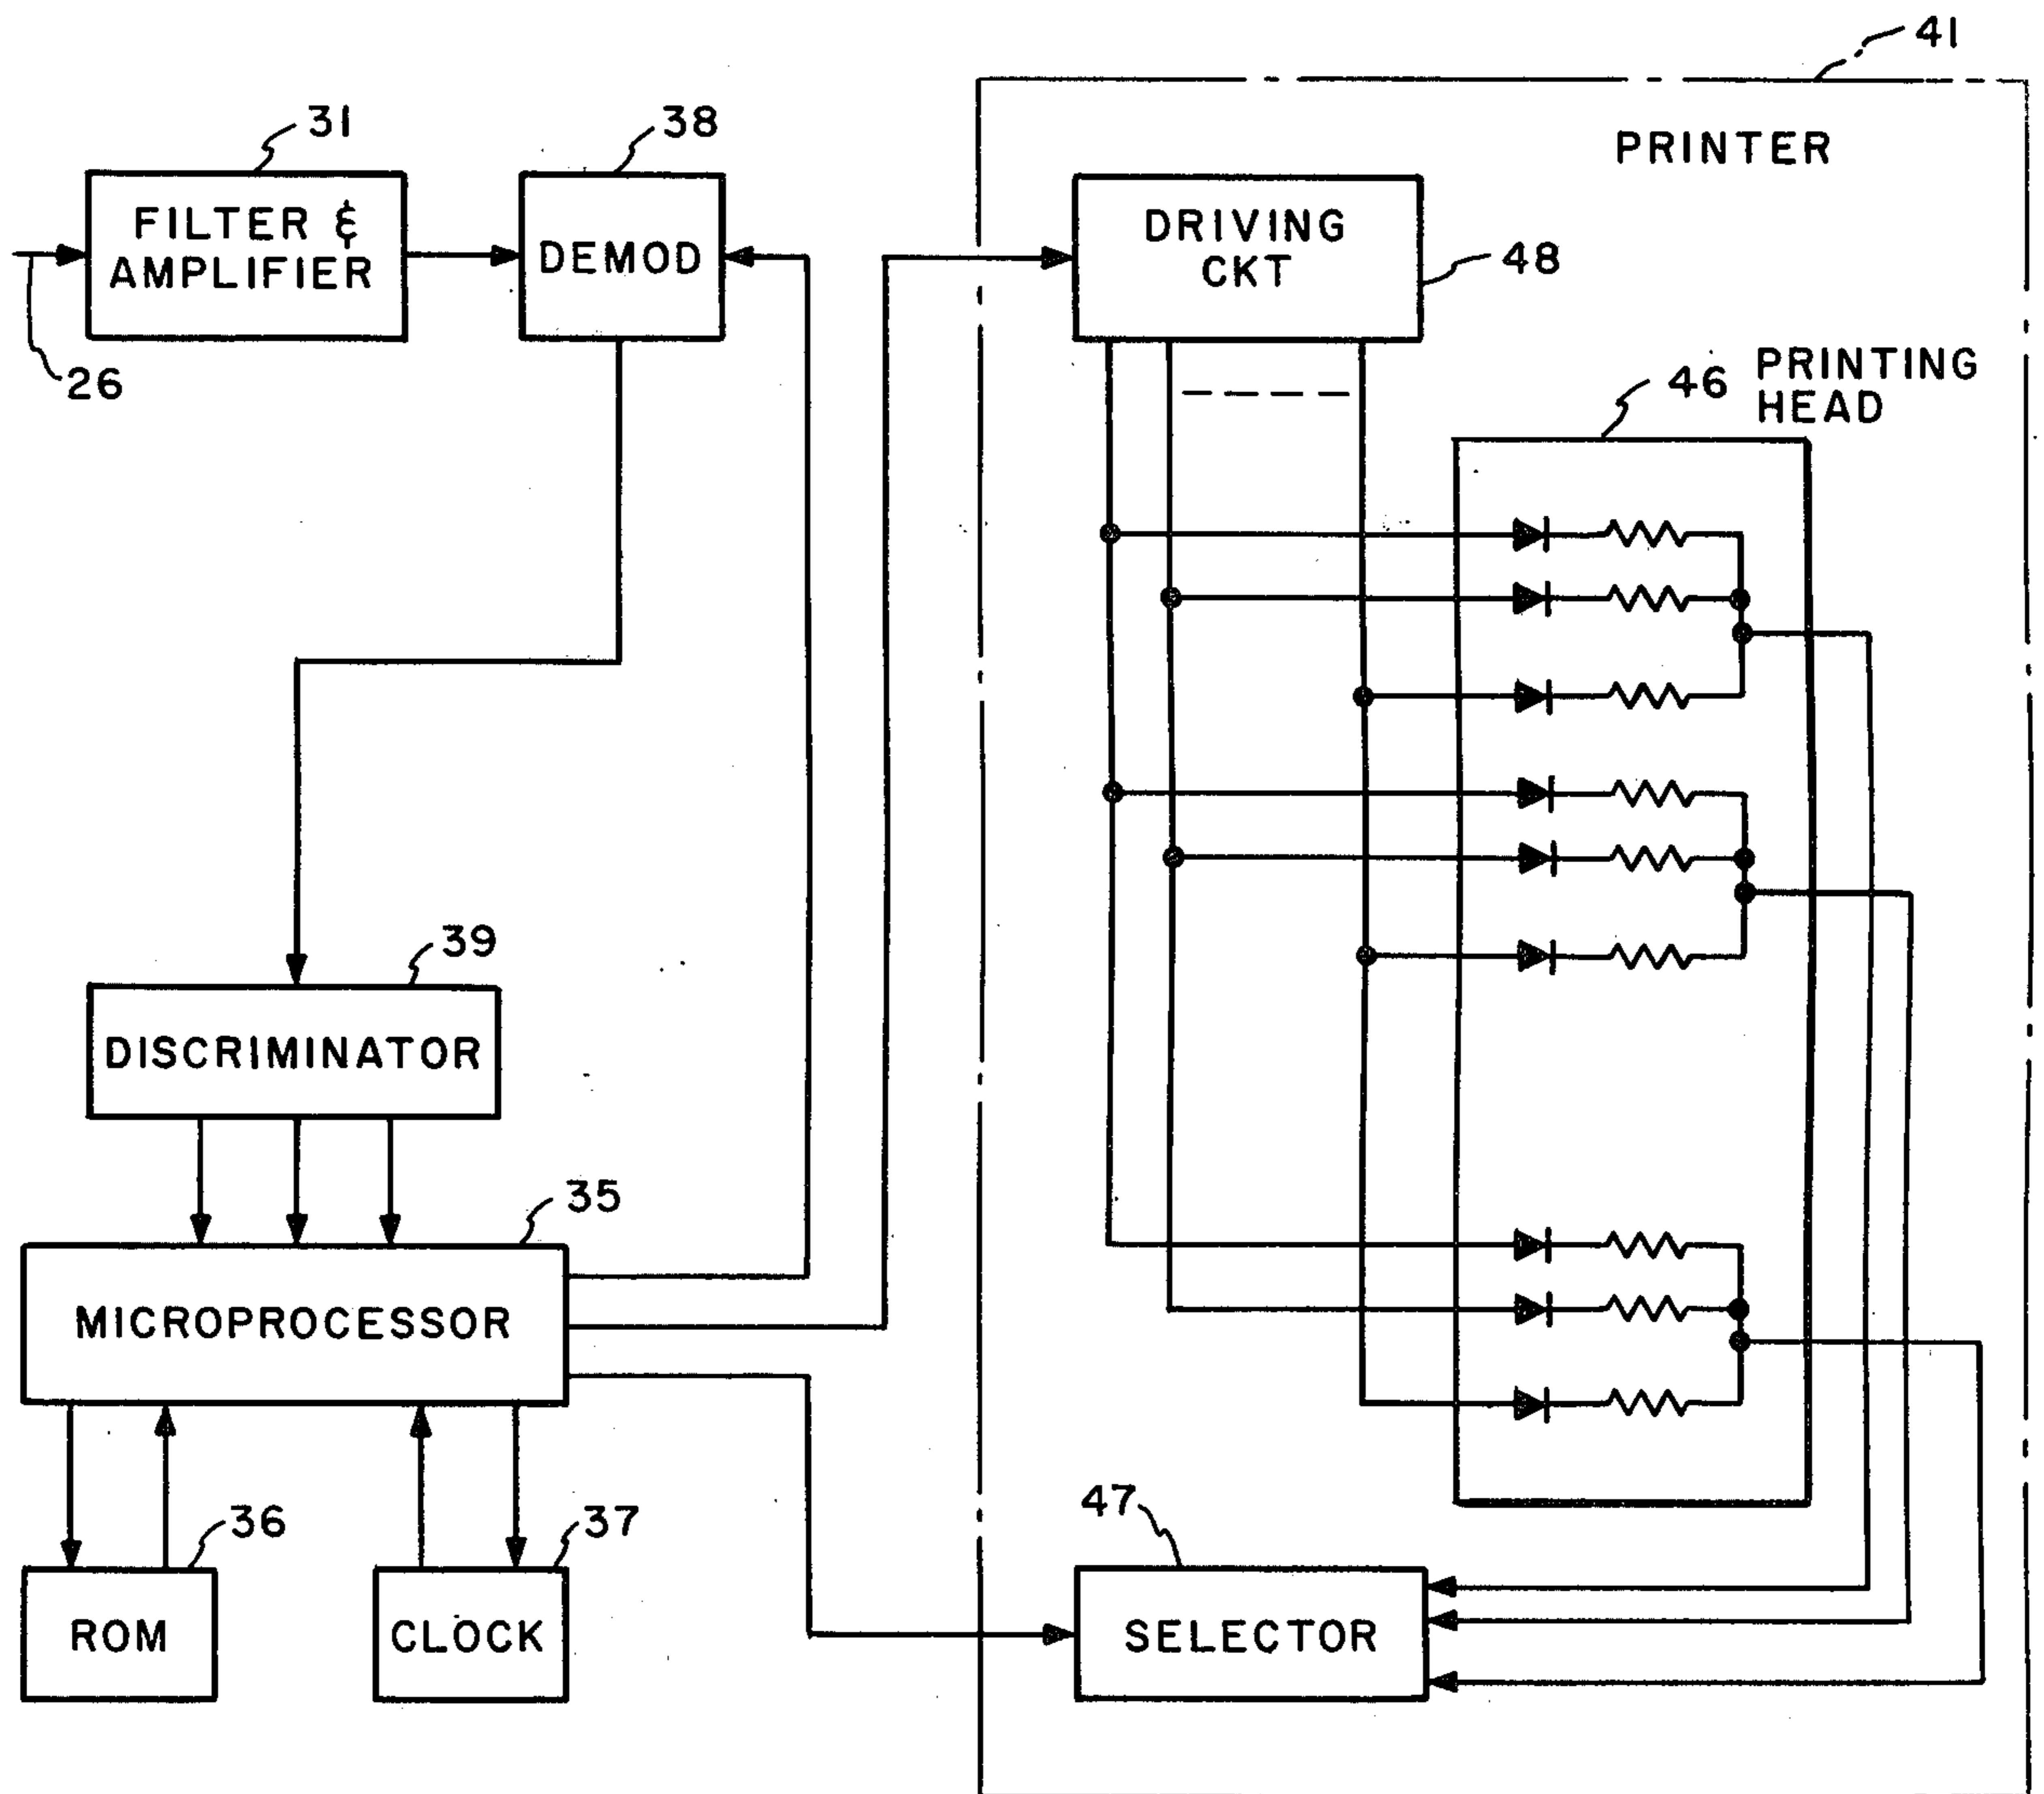 41
31
38
PRINTER
FILTER &
AMPLIFIER
DEMOD
DRIVING
CKT
48
26
46
PRINTING
HEAD
39
DISCRIMINATOR
35
MICROPROCESSOR
36
37
47
ROM
CLOCK
SELECTOR